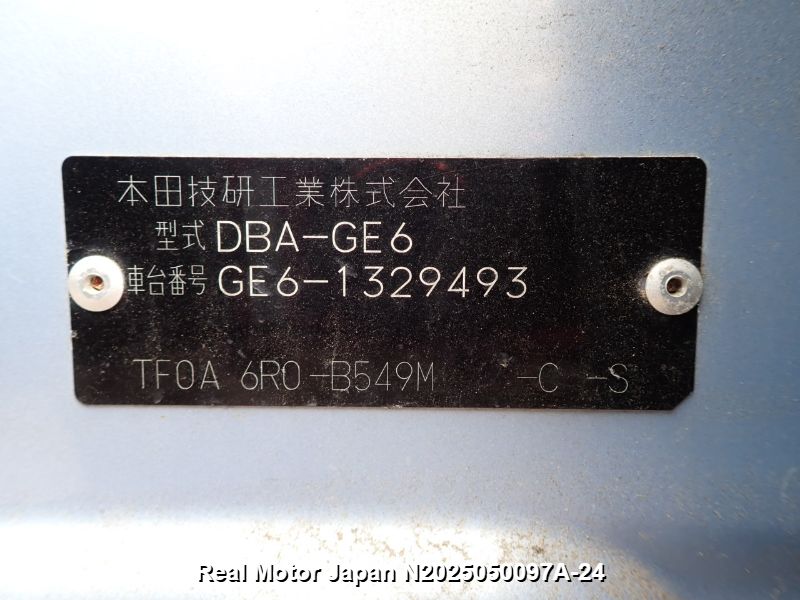 本田技研工業株式会社
型式 DBA-GE6
車台番号 GE6-1329493
TF0A 6R0-B549M -C -S
Real Motor Japan N2025050097A-24